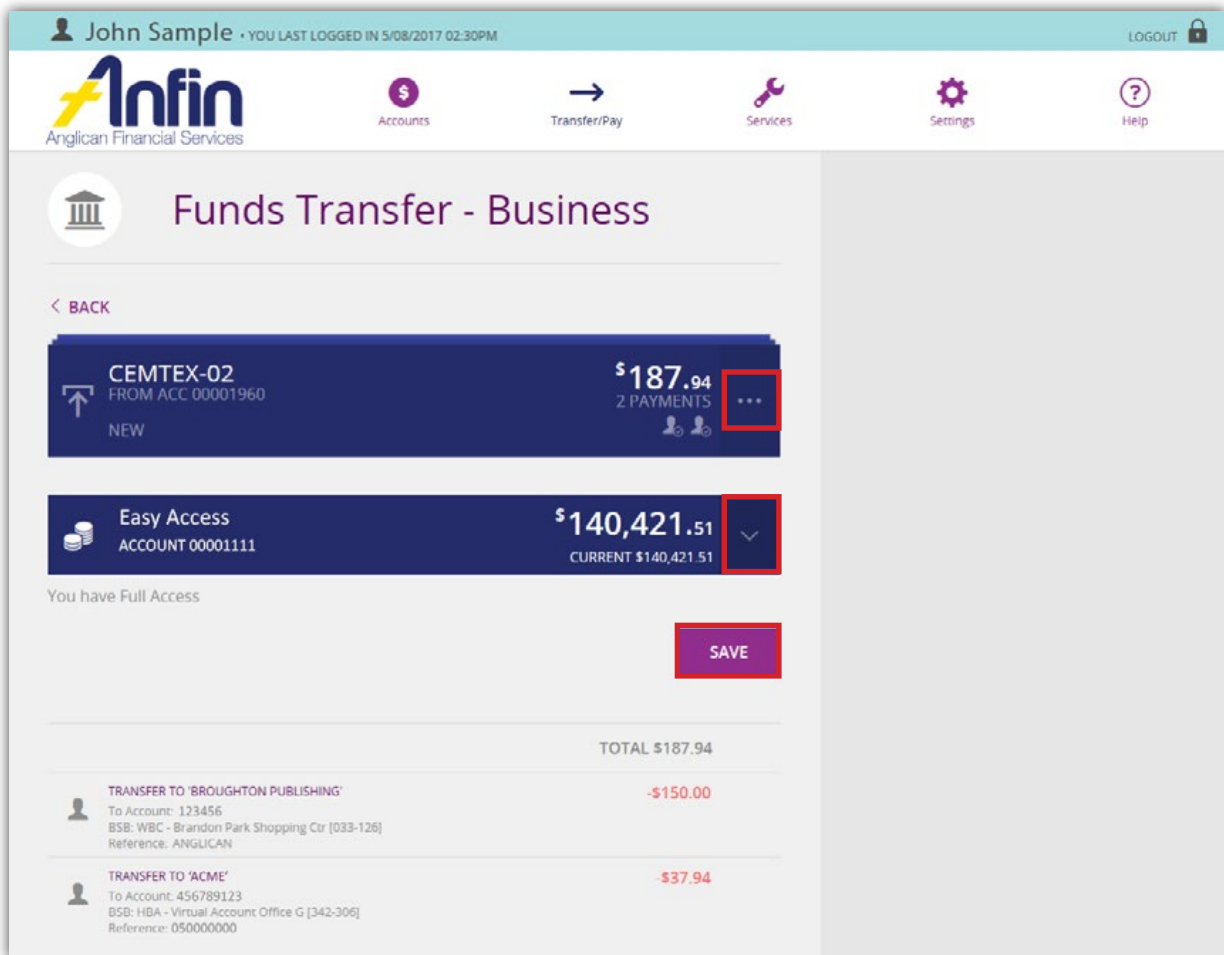 John Sample • YOU LAST LOGGED IN 5/08/2017 02:30PM
LOGOUT
Anfin
Anglican Financial Services
Accounts
Transfer/Pay
Services
Settings
Help
Funds Transfer - Business
< BACK
CEMTEX-02
FROM ACC 00001960
NEW
$187.94
2 PAYMENTS
...
Easy Access
ACCOUNT 00001111
$140,421.51
CURRENT $140,421.51
You have Full Access
SAVE
TOTAL $187.94
TRANSFER TO 'BROUGHTON PUBLISHING' -$150.00
To Account: 123456
BSB: WBC - Brandon Park Shopping Ctr [033-126]
Reference: ANGLICAN
TRANSFER TO 'ACME' -$37.94
To Account: 456789123
BSB: HBA - Virtual Account Office G [342-306]
Reference: 050000000